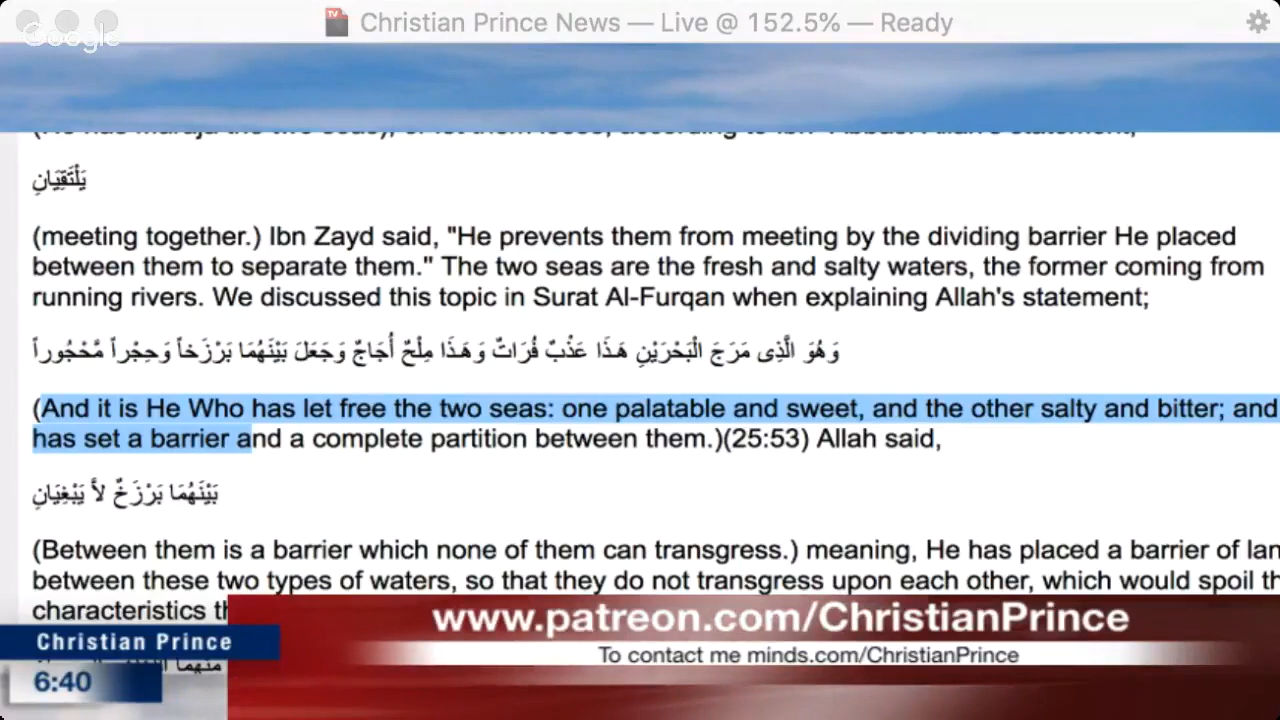 Google
TV
Christian Prince News — Live @ 152.5% — Ready
يَلْتَقِيَانِ
(meeting together.) Ibn Zayd said, "He prevents them from meeting by the dividing barrier He placed
between them to separate them." The two seas are the fresh and salty waters, the former coming from
running rivers. We discussed this topic in Surat Al-Furqan when explaining Allah's statement;
وَهُوَ الَّذِى مَرَجَ الْبَحْرَيْنِ هَـذَا عَذْبٌ فُرَاتٌ وَهَـذَا مِلْحٌ أُجَاجٌ وَجَعَلَ بَيْنَهُمَا بَرْزَخاً وَحِجْراً مَّحْجُوراً
(And it is He Who has let free the two seas: one palatable and sweet, and the other salty and bitter; and
has set a barrier and a complete partition between them.)(25:53) Allah said,
بَيْنَهُمَا بَرْزَخٌ لاَّ يَبْغِيَانِ
(Between them is a barrier which none of them can transgress.) meaning, He has placed a barrier of
between these two types of waters, so that they do not transgress upon each other, which would spoil
characteristics
www.patreon.com/ChristianPrince
To contact me minds.com/ChristianPrince
Christian Prince
6:40